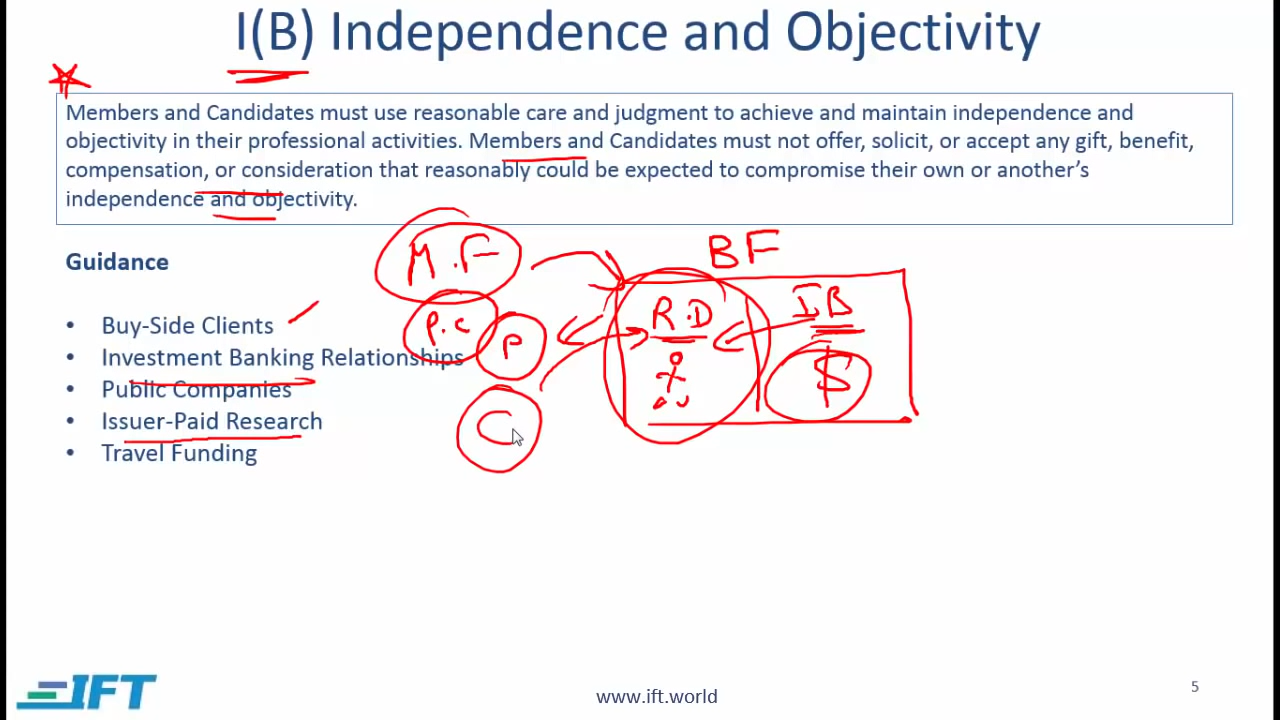 I(B) Independence and Objectivity
Members and Candidates must use reasonable care and judgment to achieve and maintain independence and
objectivity in their professional activities. Members and Candidates must not offer, solicit, or accept any gift, benefit,
compensation, or consideration that reasonably could be expected to compromise their own or another's
independence and objectivity.
Guidance
M.F
BF
• Buy-Side Clients
P.C
R.D
IB
• Investment Banking Relationships
P
• Public Companies
$
• Issuer-Paid Research
C
• Travel Funding
IFT
www.ift.world
5